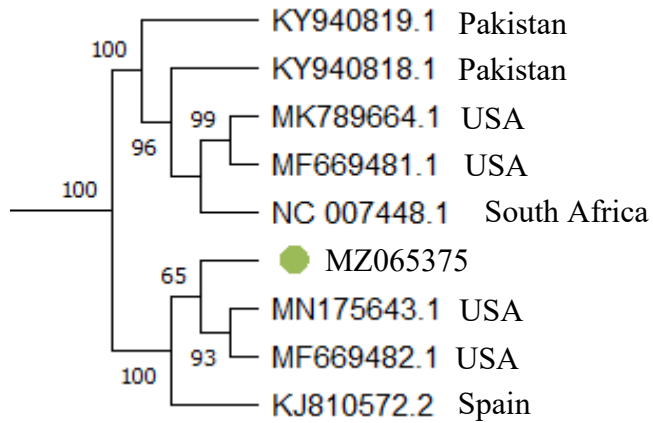 KY940819.1 Pakistan
100
KY940818.1 Pakistan
99
MK789664.1 USA
96
MF669481.1 USA
100
NC 007448.1 South Africa
MZ065375
65
MN175643.1 USA
93
MF669482.1 USA
100
KJ810572.2 Spain